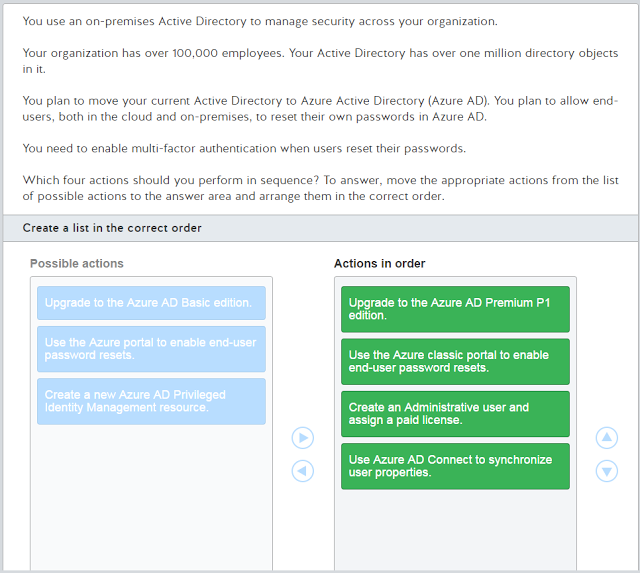 You use an on-premises Active Directory to manage security across your organization.
Your organization has over 100,000 employees. Your Active Directory has over one million directory objects
in it.
You plan to move your current Active Directory to Azure Active Directory (Azure AD). You plan to allow end-
users, both in the cloud and on-premises, to reset their own passwords in Azure AD.
You need to enable multi-factor authentication when users reset their passwords.
Which four actions should you perform in sequence? To answer, move the appropriate actions from the list
of possible actions to the answer area and arrange them in the correct order.
Create a list in the correct order
Possible actions
Upgrade to the Azure AD Basic edition.
Use the Azure portal to enable end-user
password resets.
Create a new Azure AD Privileged
Identity Management resource.
Actions in order
Upgrade to the Azure AD Premium P1
edition.
Use the Azure classic portal to enable
end-user password resets.
Create an Administrative user and
assign a paid license.
Use Azure AD Connect to synchronize
user properties.